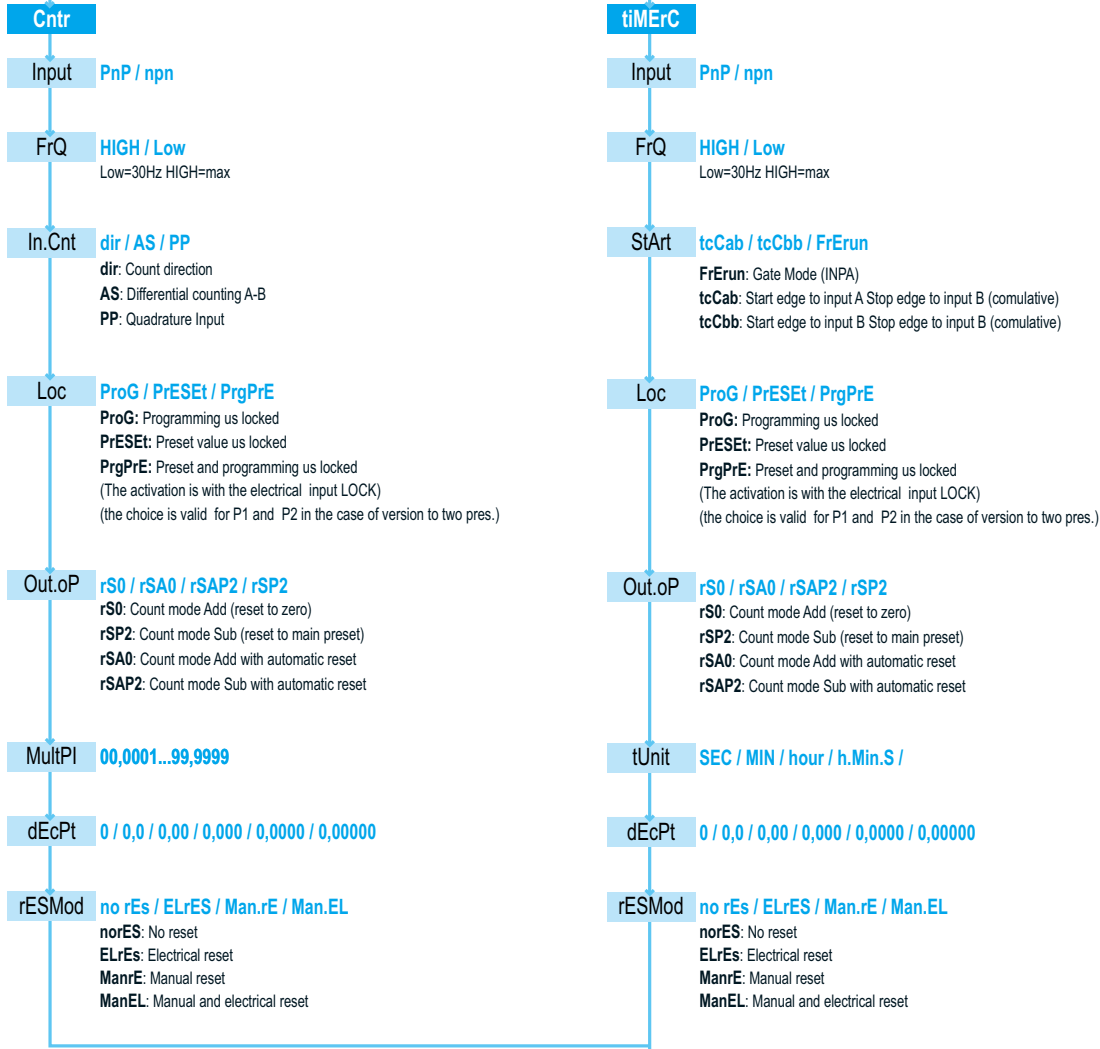 Cntr
Input PnP / npn
FrQ HIGH / Low
Low=30Hz HIGH=max
In.Cnt dir / AS / PP
dir: Count direction
AS: Differential counting A-B
PP: Quadrature Input
Loc ProG / PrESEt / PrgPrE
ProG: Programming us locked
PrESEt: Preset value us locked
PrgPrE: Preset and programming us locked
(The activation is with the electrical input LOCK)
(the choice is valid for P1 and P2 in the case of version to two pres.)
Out.oP rS0 / rSA0 / rSAP2 / rSP2
rS0: Count mode Add (reset to zero)
rSP2: Count mode Sub (reset to main preset)
rSA0: Count mode Add with automatic reset
rSAP2: Count mode Sub with automatic reset
MultPl 00,0001...99,9999
dEcPt 0 / 0,0 / 0,00 / 0,000 / 0,0000 / 0,00000
rESMod no rEs / ELrES / Man.rE / Man.EL
norES: No reset
ELrEs: Electrical reset
ManrE: Manual reset
ManEL: Manual and electrical reset
tiMErC
Input PnP / npn
FrQ HIGH / Low
Low=30Hz HIGH=max
StArt tcCab / tcCbb / FrErun
FrErun: Gate Mode (INPA)
tcCab: Start edge to input A Stop edge to input B (comulative)
tcCbb: Start edge to input B Stop edge to input B (comulative)
Loc ProG / PrESEt / PrgPrE
ProG: Programming us locked
PrESEt: Preset value us locked
PrgPrE: Preset and programming us locked
(The activation is with the electrical input LOCK)
(the choice is valid for P1 and P2 in the case of version to two pres.)
Out.oP rS0 / rSA0 / rSAP2 / rSP2
rS0: Count mode Add (reset to zero)
rSP2: Count mode Sub (reset to main preset)
rSA0: Count mode Add with automatic reset
rSAP2: Count mode Sub with automatic reset
tUnit SEC / MIN / hour / h.Min.S /
dEcPt 0 / 0,0 / 0,00 / 0,000 / 0,0000 / 0,00000
rESMod no rEs / ELrES / Man.rE / Man.EL
norES: No reset
ELrEs: Electrical reset
ManrE: Manual reset
ManEL: Manual and electrical reset